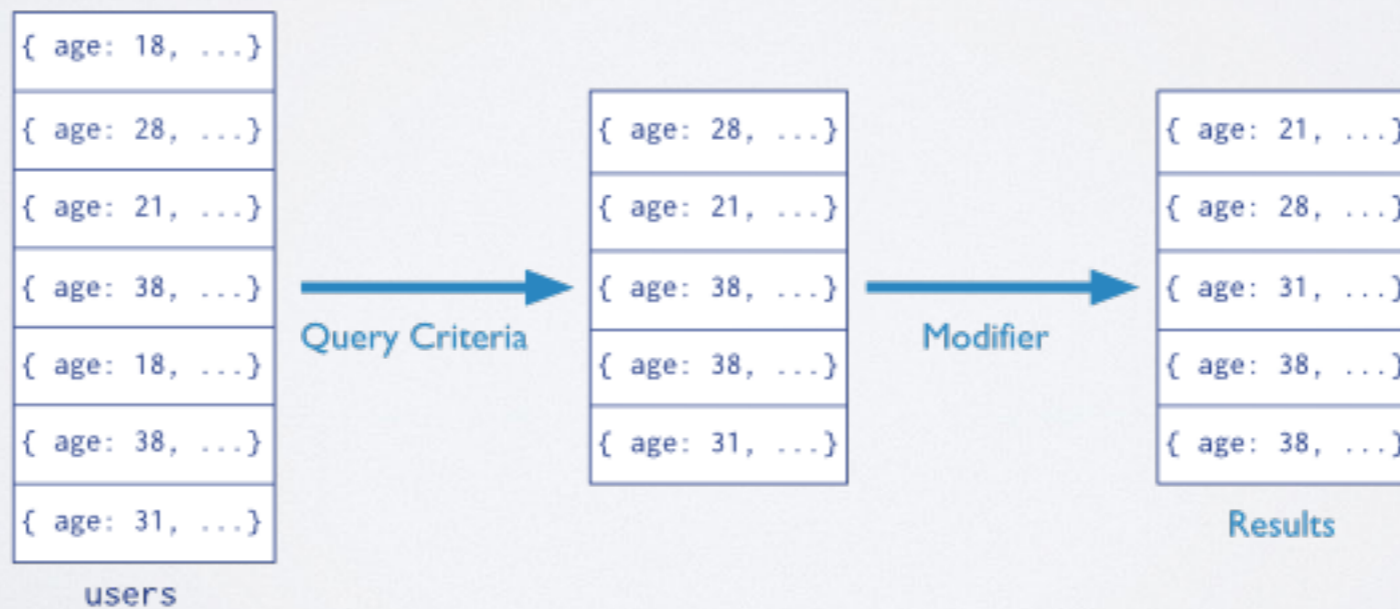 { age: 18, ...}
{ age: 28, ...}
{ age: 21, ...}
{ age: 38, ...}
{ age: 18, ...}
{ age: 38, ...}
{ age: 31, ...}
users
Query Criteria
{ age: 28, ...}
{ age: 21, ...}
{ age: 38, ...}
{ age: 38, ...}
{ age: 31, ...}
Modifier
{ age: 21, ...}
{ age: 28, ...}
{ age: 31, ...}
{ age: 38, ...}
{ age: 38, ...}
Results